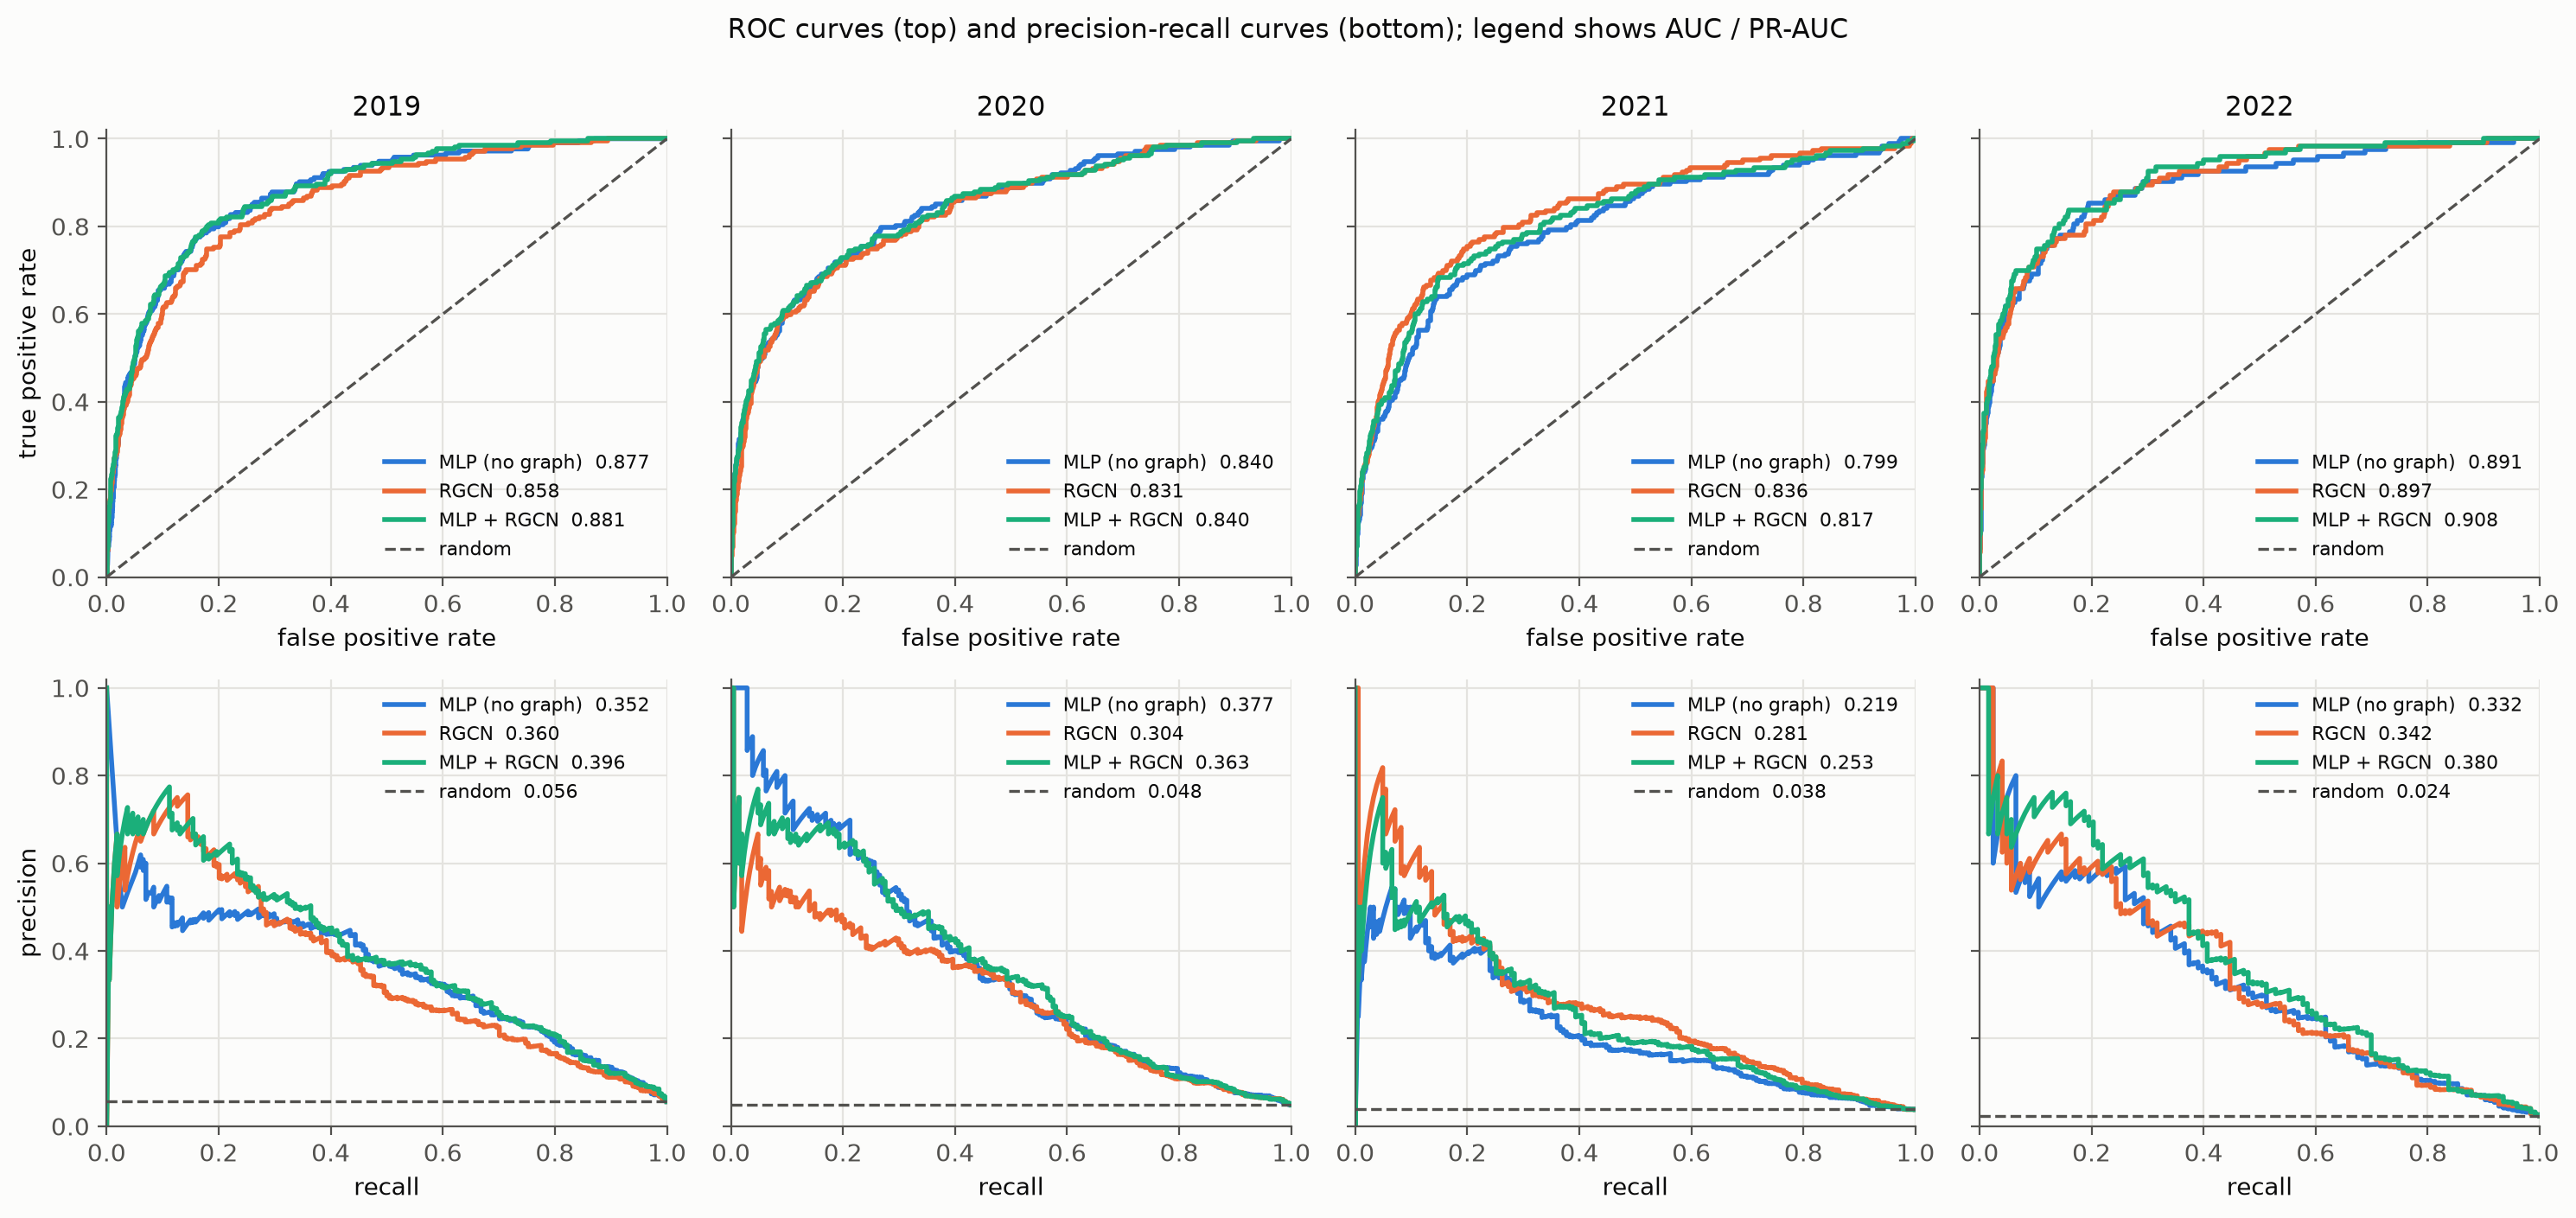 ROC curves (top) and precision-recall curves (bottom); legend shows AUC / PR-AUC
2019
2020
2021
2022
true positive rate
1.0
0.8
0.6
0.4
0.2
0.0
MLP (no graph) 0.877
RGCN 0.858
MLP + RGCN 0.881
random
0.0 0.2 0.4 0.6 0.8 1.0
false positive rate
MLP (no graph) 0.840
RGCN 0.831
MLP + RGCN 0.840
random
0.0 0.2 0.4 0.6 0.8 1.0
false positive rate
MLP (no graph) 0.799
RGCN 0.836
MLP + RGCN 0.817
random
0.0 0.2 0.4 0.6 0.8 1.0
false positive rate
MLP (no graph) 0.891
RGCN 0.897
MLP + RGCN 0.908
random
0.0 0.2 0.4 0.6 0.8 1.0
false positive rate
precision
1.0
0.8
0.6
0.4
0.2
0.0
MLP (no graph) 0.352
RGCN 0.360
MLP + RGCN 0.396
random 0.056
0.0 0.2 0.4 0.6 0.8 1.0
recall
MLP (no graph) 0.377
RGCN 0.304
MLP + RGCN 0.363
random 0.048
0.0 0.2 0.4 0.6 0.8 1.0
recall
MLP (no graph) 0.219
RGCN 0.281
MLP + RGCN 0.253
random 0.038
0.0 0.2 0.4 0.6 0.8 1.0
recall
MLP (no graph) 0.332
RGCN 0.342
MLP + RGCN 0.380
random 0.024
0.0 0.2 0.4 0.6 0.8 1.0
recall